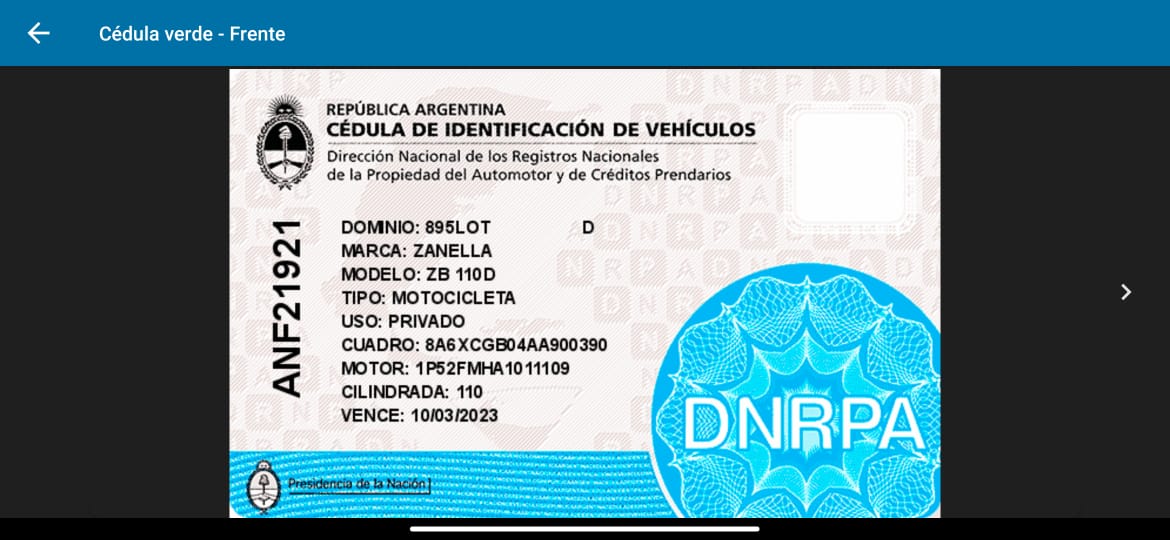 Cédula verde - Frente
REPÚBLICA ARGENTINA
CÉDULA DE IDENTIFICACIÓN DE VEHÍCULOS
Dirección Nacional de los Registros Nacionales
de la Propiedad del Automotor y de Créditos Prendarios
ANF21921
DOMINIO: 895LOT D
MARCA: ZANELLA
MODELO: ZB 110D
TIPO: MOTOCICLETA
USO: PRIVADO
CUADRO: 8A6XCGB04AA900390
MOTOR: 1P52FMHA1011109
CILINDRADA: 110
VENCE: 10/03/2023
DNRPA
Presidencia de la Nación